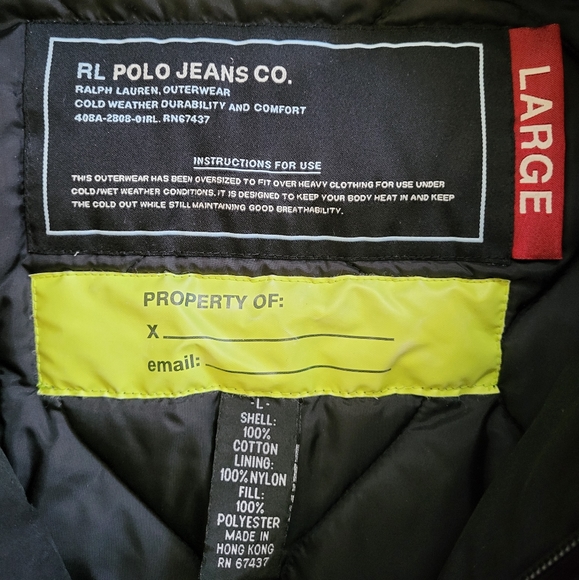 RL POLO JEANS CO.
RALPH LAUREN, OUTERWEAR
COLD WEATHER DURABILITY AND COMFORT
408A-2808-01RL. RN67437
INSTRUCTIONS FOR USE
THIS OUTERWEAR HAS BEEN OVERSIZED TO FIT OVER HEAVY CLOTHING FOR USE UNDER
COLD/WET WEATHER CONDITIONS. IT IS DESIGNED TO KEEP YOUR BODY HEAT IN AND KEEP
THE COLD OUT WHILE STILL MAINTAINING GOOD BREATHABILITY.
LARGE
PROPERTY OF:
X
email:
-L-
SHELL:
100%
COTTON
LINING:
100% NYLON
FILL:
100%
POLYESTER
MADE IN
HONG KONG
RN 67437